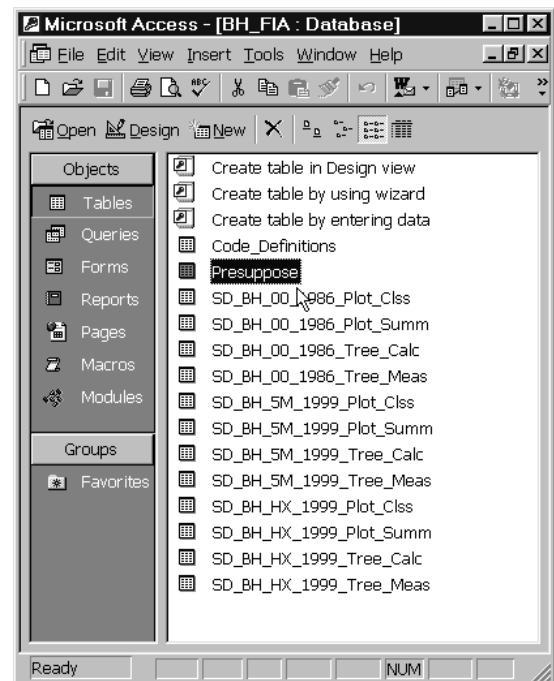 Microsoft Access - [BH_FIA : Database]
File Edit View Insert Tools Window Help
ABC
Open Design New
Objects
Tables
Queries
Forms
Reports
Pages
Macros
Modules
Groups
Favorites
Create table in Design view
Create table by using wizard
Create table by entering data
Code_Definitions
Presuppose
SD_BH_00_1986_Plot_Clss
SD_BH_00_1986_Plot_Summ
SD_BH_00_1986_Tree_Calc
SD_BH_00_1986_Tree_Meas
SD_BH_5M_1999_Plot_Clss
SD_BH_5M_1999_Plot_Summ
SD_BH_5M_1999_Tree_Calc
SD_BH_5M_1999_Tree_Meas
SD_BH_HX_1999_Plot_Clss
SD_BH_HX_1999_Plot_Summ
SD_BH_HX_1999_Tree_Calc
SD_BH_HX_1999_Tree_Meas
Ready NUM